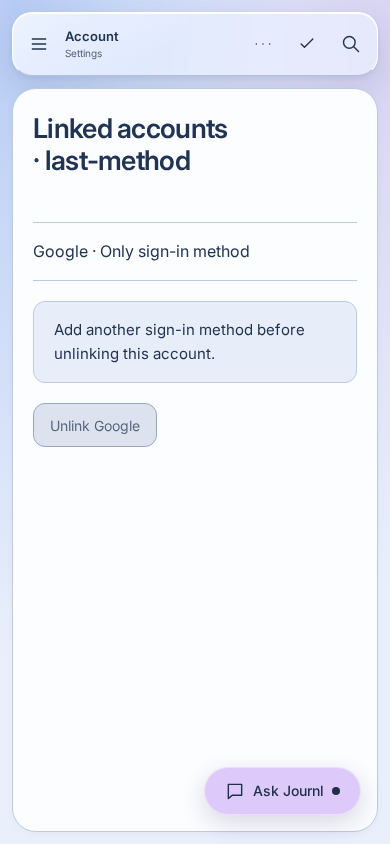 Account
Settings
Linked accounts
· last-method
Google · Only sign-in method
Add another sign-in method before
unlinking this account.
Unlink Google
Ask Journl